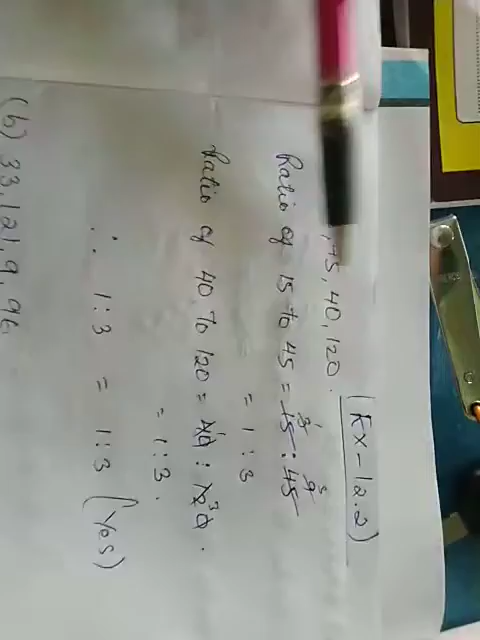 (Ex-12.2)
,45,40,120.
Ratio of 15 to 45 = 15 : 45
= 1 : 3
Ratio of 40 to 120 = 40 : 120.
= 1 : 3.
∴ 1:3 = 1:3 (Yes)
(b) 33,121,9,96